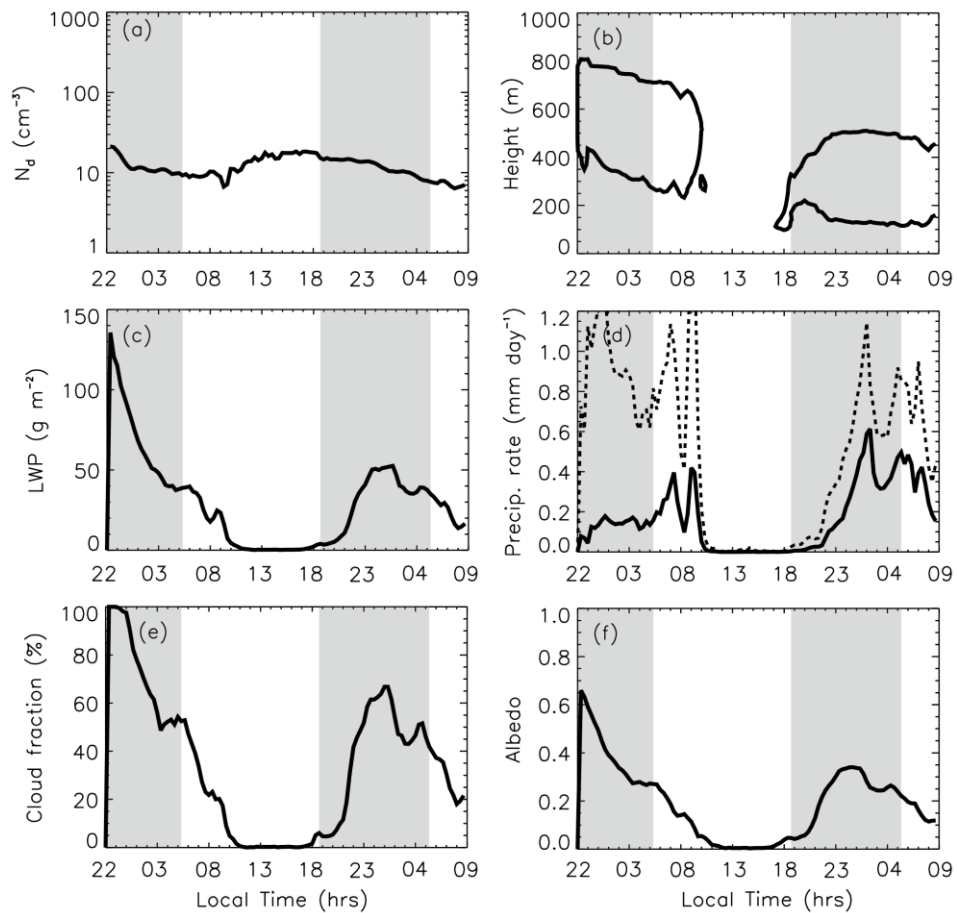 (a)
N_d (cm⁻³)
1000
100
10
1
22 03 08 13 18 23 04 09
(b)
Height (m)
1000
800
600
400
200
0
22 03 08 13 18 23 04 09
(c)
LWP (g m⁻²)
150
100
50
0
22 03 08 13 18 23 04 09
(d)
Precip. rate (mm day⁻¹)
1.2
1.0
0.8
0.6
0.4
0.2
0.0
22 03 08 13 18 23 04 09
(e)
Cloud fraction (%)
100
80
60
40
20
0
22 03 08 13 18 23 04 09
Local Time (hrs)
(f)
Albedo
1.0
0.8
0.6
0.4
0.2
0.0
22 03 08 13 18 23 04 09
Local Time (hrs)